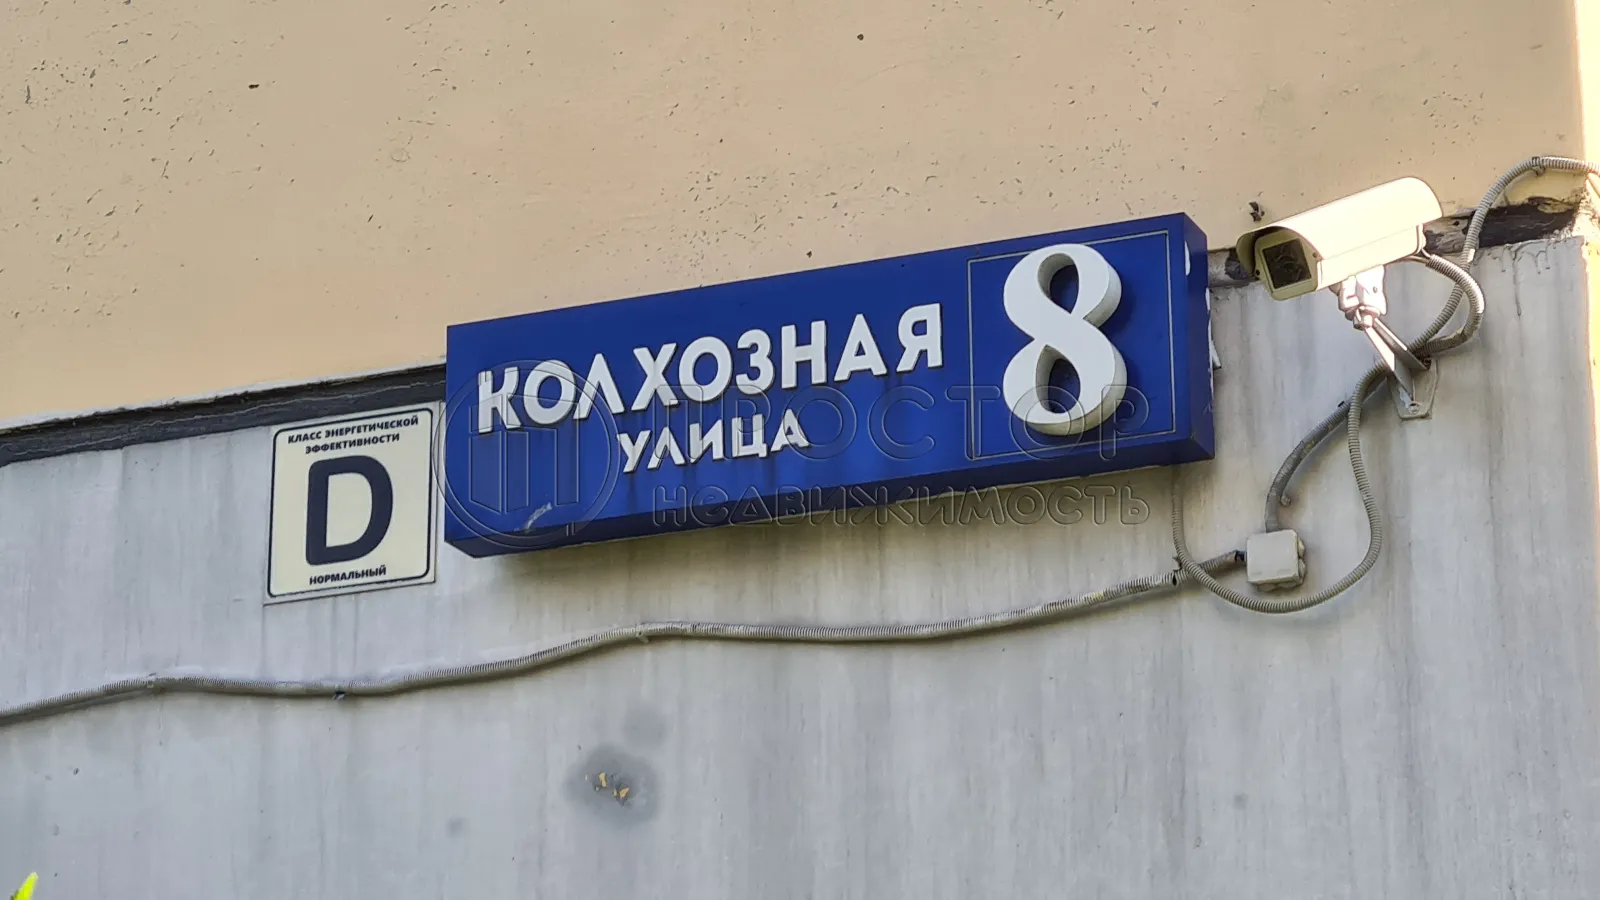 КЛАСС ЭНЕРГЕТИЧЕСКОЙ
ЭФФЕКТИВНОСТИ
D
НОРМАЛЬНЫЙ
КОЛХОЗНАЯ
УЛИЦА
8
ПРОСТОР
НЕДВИЖИМОСТЬ